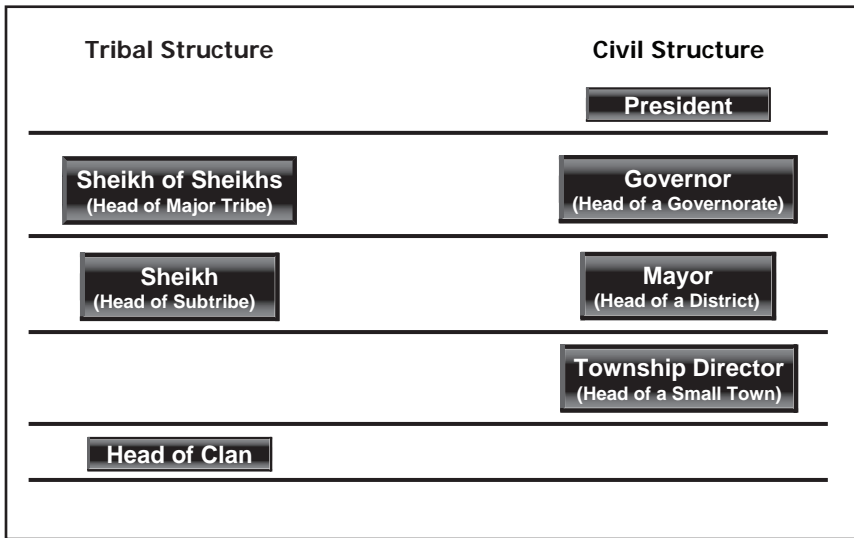 Tribal Structure
Civil Structure
President
Sheikh of Sheikhs
(Head of Major Tribe)
Governor
(Head of a Governorate)
Sheikh
(Head of Subtribe)
Mayor
(Head of a District)
Township Director
(Head of a Small Town)
Head of Clan